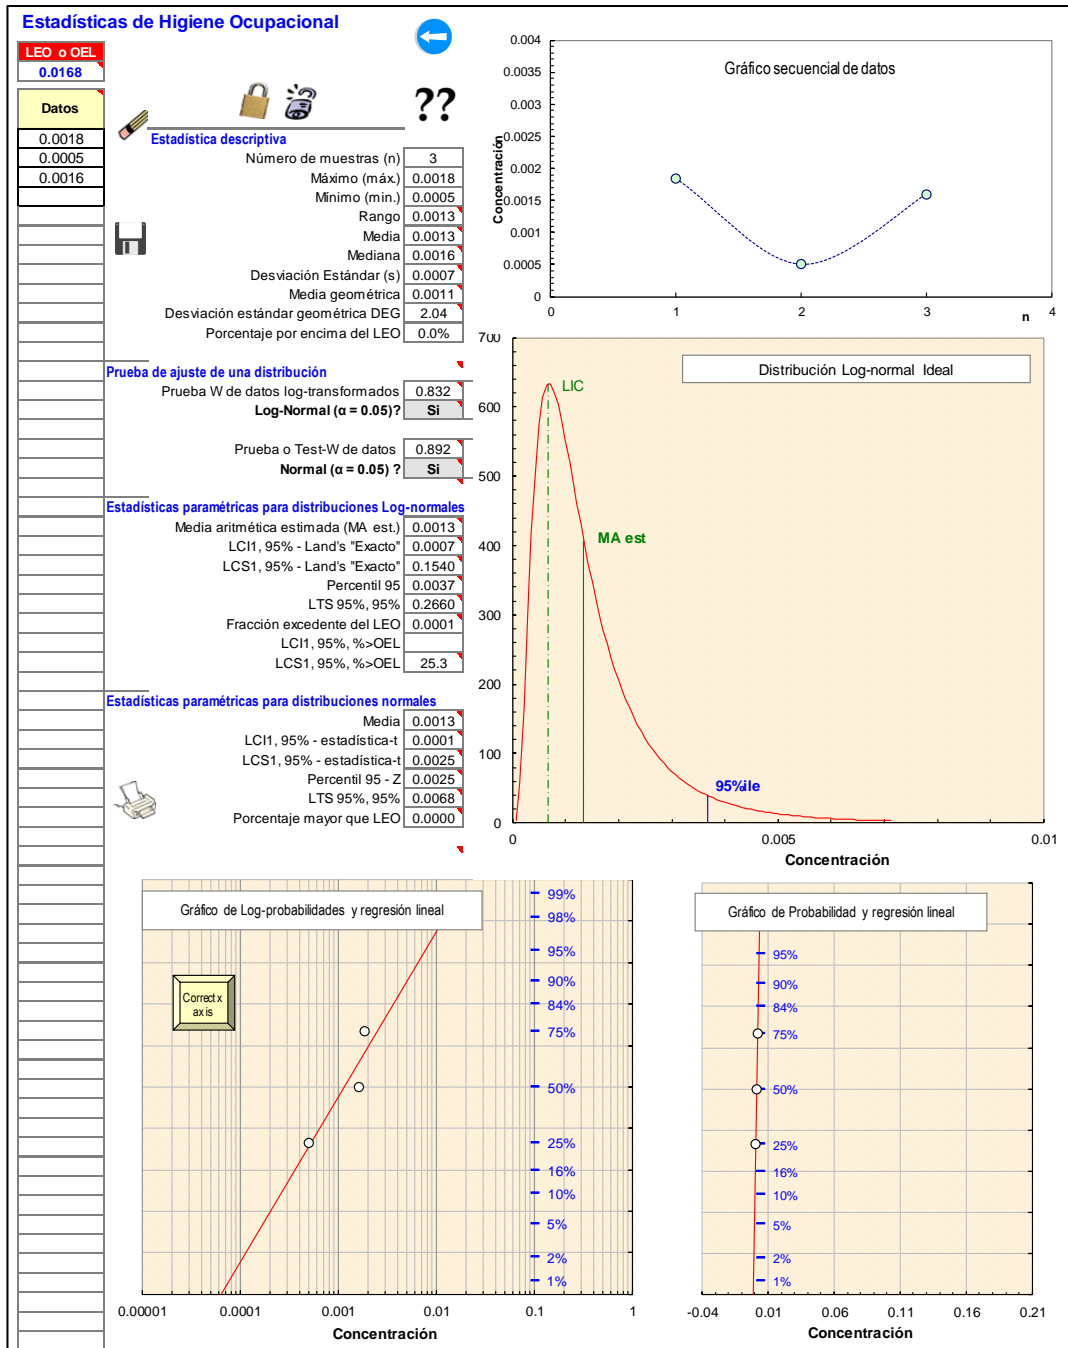 Estadísticas de Higiene Ocupacional
LEO o OEL
0.0168
Datos
0.0018
0.0005
0.0016
??
Estadística descriptiva
Número de muestras (n) 3
Máximo (máx.) 0.0018
Mínimo (min.) 0.0005
Rango 0.0013
Media 0.0013
Mediana 0.0016
Desviación Estándar (s) 0.0007
Media geométrica 0.0011
Desviación estándar geométrica DEG 2.04
Porcentaje por encima del LEO 0.0%
Prueba de ajuste de una distribución
Prueba W de datos log-transformados 0.832
Log-Normal (α = 0.05)? Si
Prueba o Test-W de datos 0.892
Normal (α = 0.05) ? Si
Estadísticas paramétricas para distribuciones Log-normales
Media aritmética estimada (MA est.) 0.0013
LCI1, 95% - Land's "Exacto" 0.0007
LCS1, 95% - Land's "Exacto" 0.1540
Percentil 95 0.0037
LTS 95%, 95% 0.2660
Fracción excedente del LEO 0.0001
LCI1, 95%, %>OEL
LCS1, 95%, %>OEL 25.3
Estadísticas paramétricas para distribuciones normales
Media 0.0013
LCI1, 95% - estadística-t 0.0001
LCS1, 95% - estadística-t 0.0025
Percentil 95 - Z 0.0025
LTS 95%, 95% 0.0068
Porcentaje mayor que LEO 0.0000
Gráfico secuencial de datos
Concentración
0.004
0.0035
0.003
0.0025
0.002
0.0015
0.001
0.0005
0
0 1 2 3 4
n
Distribución Log-normal Ideal
700
600
500
400
300
200
100
0
LIC
MA est
95%ile
0 0.005 0.01
Concentración
Gráfico de Log-probabilidades y regresión lineal
Correct x
axis
99%
98%
95%
90%
84%
75%
50%
25%
16%
10%
5%
2%
1%
0.00001 0.0001 0.001 0.01 0.1 1
Concentración
Gráfico de Probabilidad y regresión lineal
95%
90%
84%
75%
50%
25%
16%
10%
5%
2%
1%
-0.04 0.01 0.06 0.11 0.16 0.21
Concentración